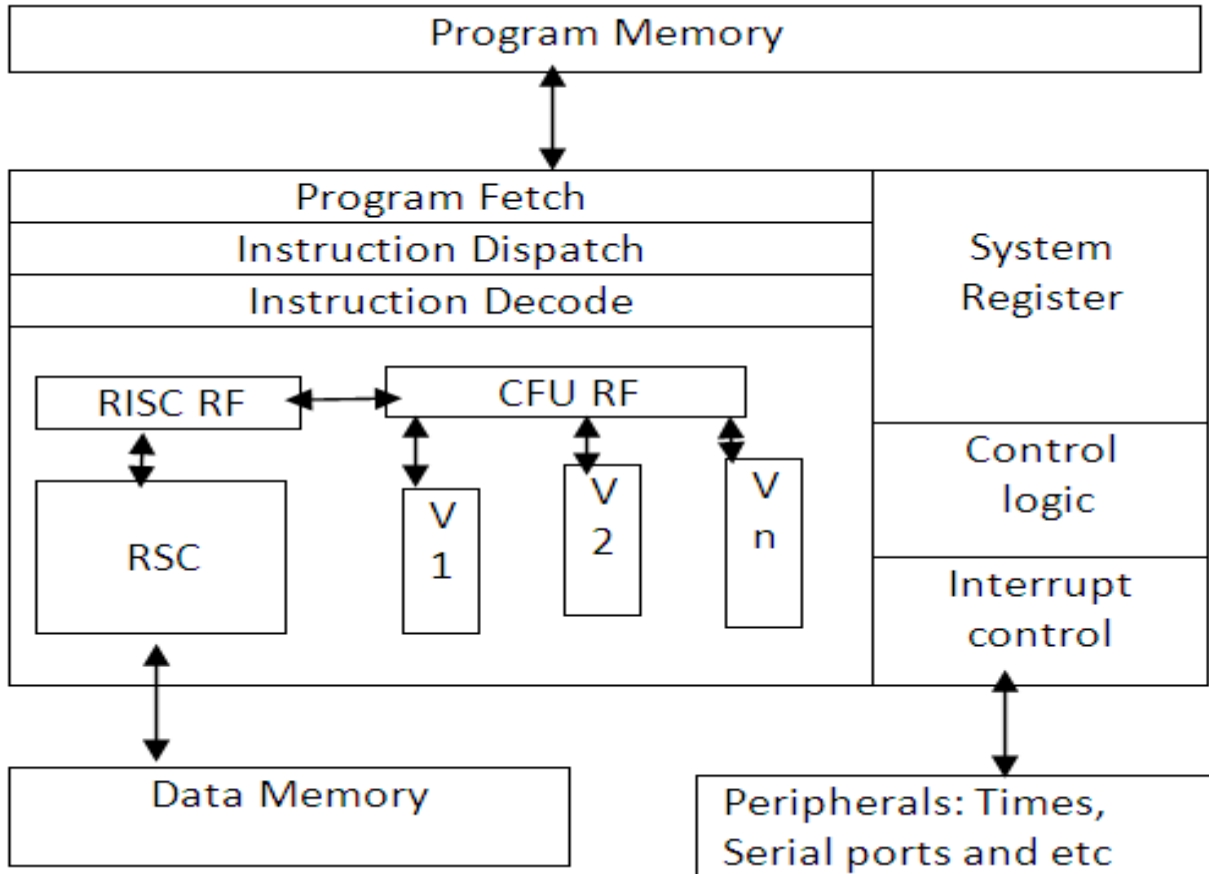 Program Memory
Program Fetch
Instruction Dispatch
Instruction Decode
System
Register
RISC RF
CFU RF
RSC
V
1
V
2
V
n
Control
logic
Interrupt
control
Data Memory
Peripherals: Times,
Serial ports and etc